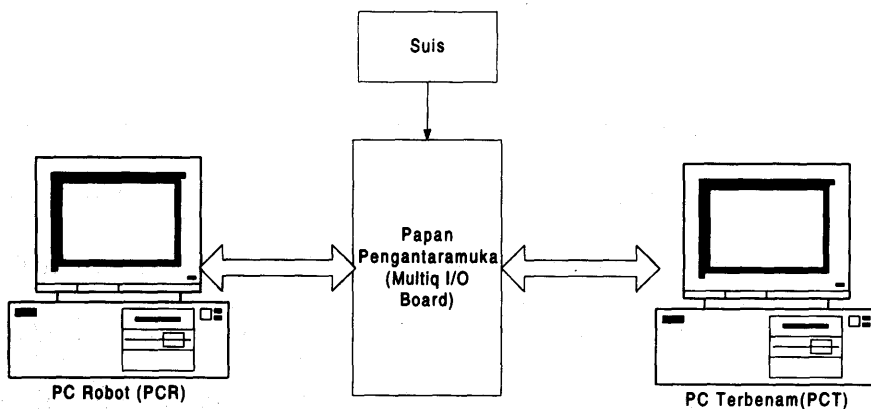 Suis
Papan
Pengantaramuka
(Multiq I/O
Board)
PC Robot (PCR)
PC Terbenam(PCT)